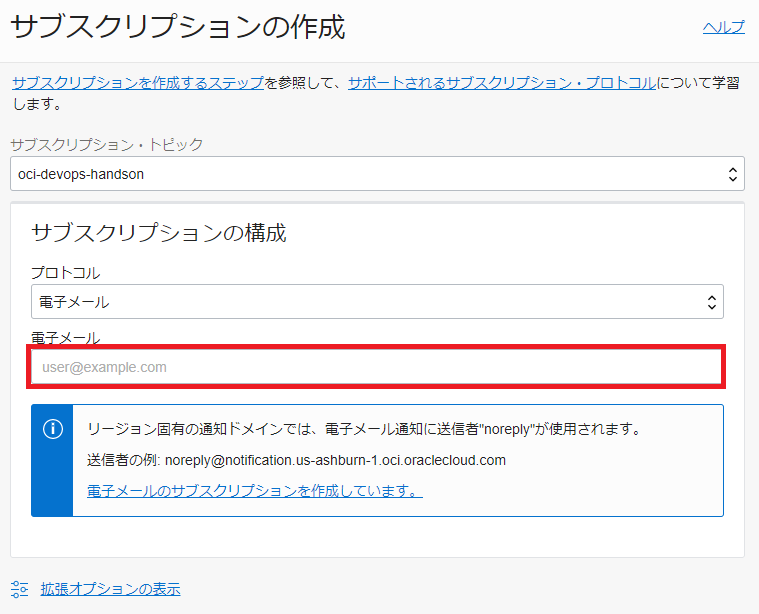 サブスクリプションの作成
ヘルプ
サブスクリプションを作成するステップを参照して、サポートされるサブスクリプション・プロトコルについて学習
します。
サブスクリプション・トピック
oci-devops-handson
サブスクリプションの構成
プロトコル
電子メール
電子メール
user@example.com
リージョン固有の通知ドメインでは、電子メール通知に送信者"noreply"が使用されます。
送信者の例: noreply@notification.us-ashburn-1.oci.oraclecloud.com
電子メールのサブスクリプションを作成しています。
拡張オプションの表示